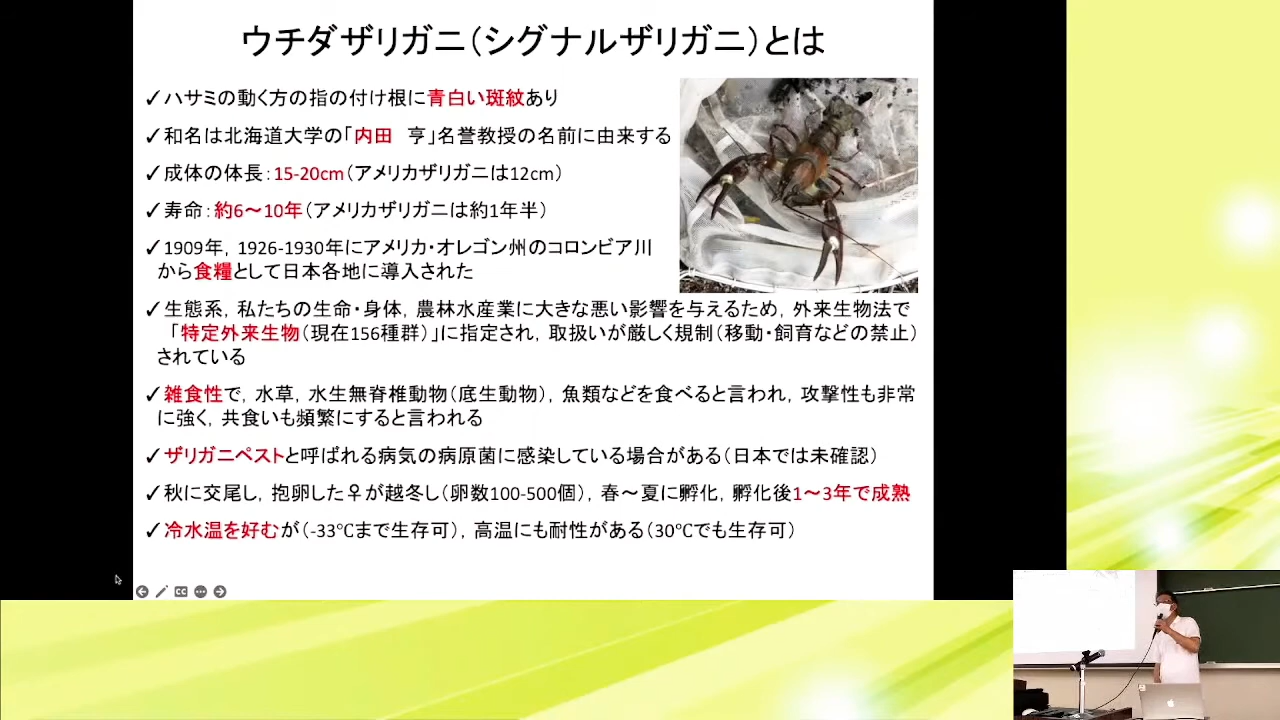 ウチダザリガニ（シグナルザリガニ）とは
✓ハサミの動く方の指の付け根に青白い斑紋あり
✓和名は北海道大学の「内田　亨」名誉教授の名前に由来する
✓成体の体長：15-20cm（アメリカザリガニは12cm）
✓寿命：約6～10年（アメリカザリガニは約1年半）
✓1909年，1926-1930年にアメリカ・オレゴン州のコロンビア川
から食糧として日本各地に導入された
✓生態系，私たちの生命・身体，農林水産業に大きな悪い影響を与えるため，外来生物法で
「特定外来生物（現在156種群）」に指定され，取扱いが厳しく規制（移動・飼育などの禁止）
されている
✓雑食性で，水草，水生無脊椎動物（底生動物），魚類などを食べると言われ，攻撃性も非常
に強く，共食いも頻繁にすると言われる
✓ザリガニペストと呼ばれる病気の病原菌に感染している場合がある（日本では未確認）
✓秋に交尾し，抱卵した♀が越冬し（卵数100-500個），春～夏に孵化，孵化後1～3年で成熟
✓冷水温を好むが（-33℃まで生存可），高温にも耐性がある（30℃でも生存可）
CC